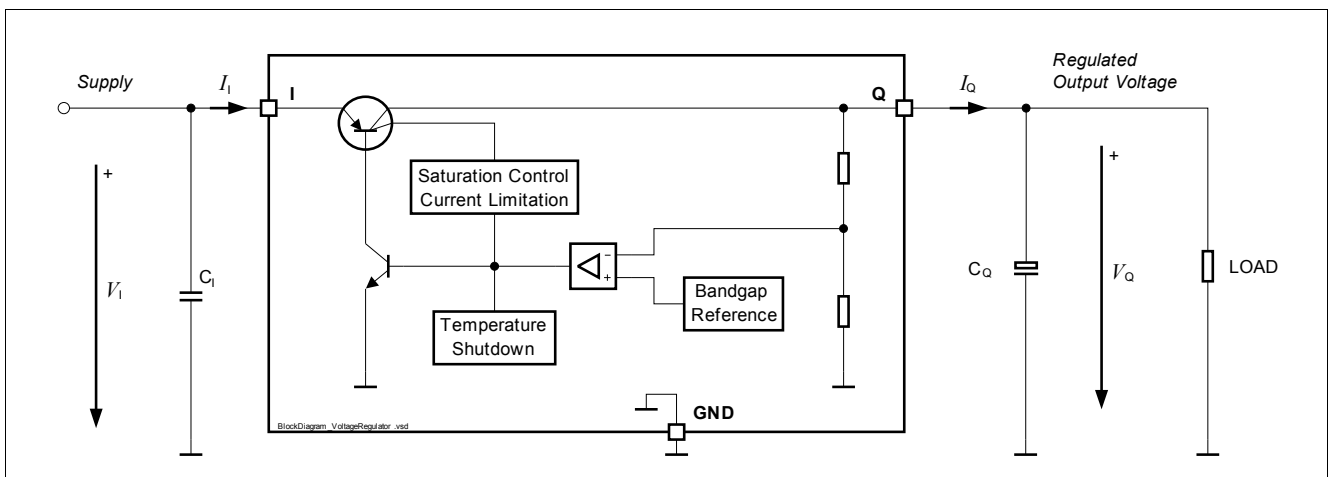 Supply
I_I
I
Q
I_Q
Regulated
Output Voltage
+
V_I
C_I
Saturation Control
Current Limitation
-
+
Bandgap
Reference
Temperature
Shutdown
C_Q
+
V_Q
LOAD
GND
BlockDiagram_VoltageRegulator .vsd